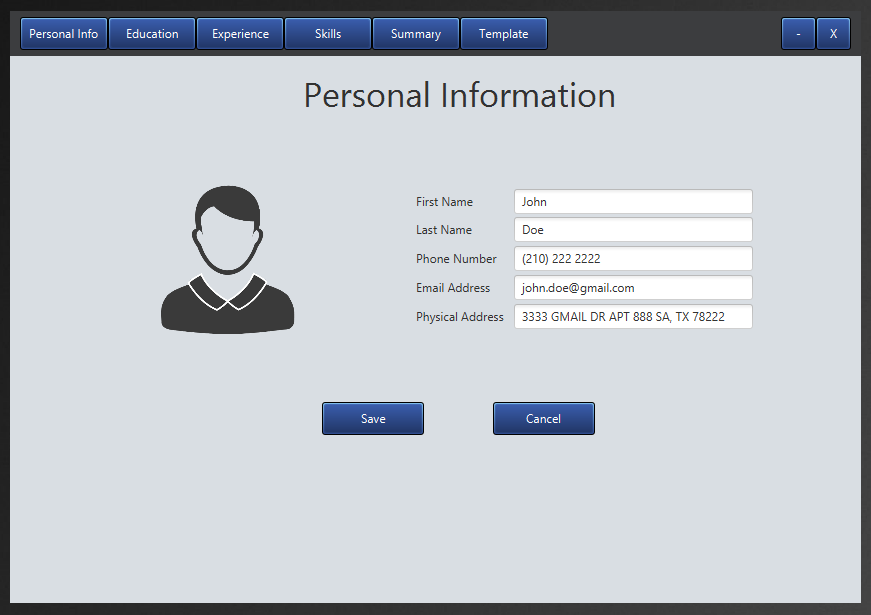 Personal Info Education Experience Skills Summary Template - X
Personal Information
First Name John
Last Name Doe
Phone Number (210) 222 2222
Email Address john.doe@gmail.com
Physical Address 3333 GMAIL DR APT 888 SA, TX 78222
Save Cancel